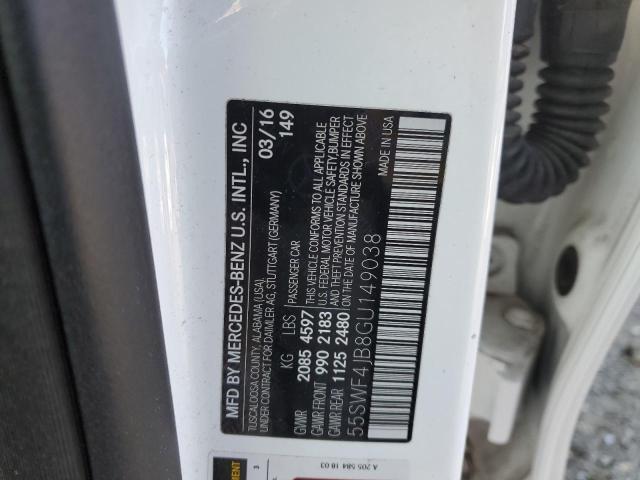 MFD BY MERCEDES-BENZ U.S. INTL., INC
TUSCALOOSA COUNTY, ALABAMA (USA),
UNDER CONTRACT FOR DAIMLER AG, STUTTGART (GERMANY)
03/16
149
KG LBS PASSENGER CAR
GVWR 2085 4597 THIS VEHICLE CONFORMS TO ALL APPLICABLE
GAWR FRONT 990 2183 U.S. FEDERAL MOTOR VEHICLE SAFETY,BUMPER
GAWR REAR 1125 2480 AND THEFT PREVENTION STANDARDS IN EFFECT
ON THE DATE OF MANUFACTURE SHOWN ABOVE
55SWF4JB8GU149038
MADE IN USA
A 205 584 18 03
3